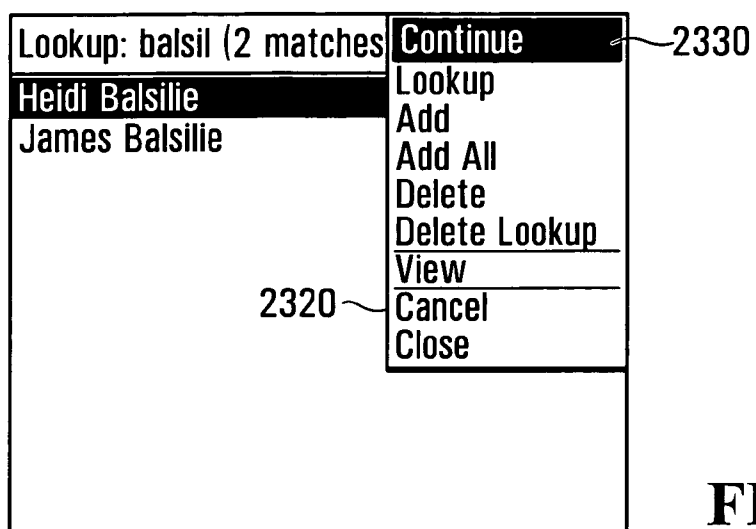 Lookup: balsil (2 matches
Heidi Balsilie
James Balsilie
Continue
2330
Lookup
Add
Add All
Delete
Delete Lookup
View
2320
Cancel
Close